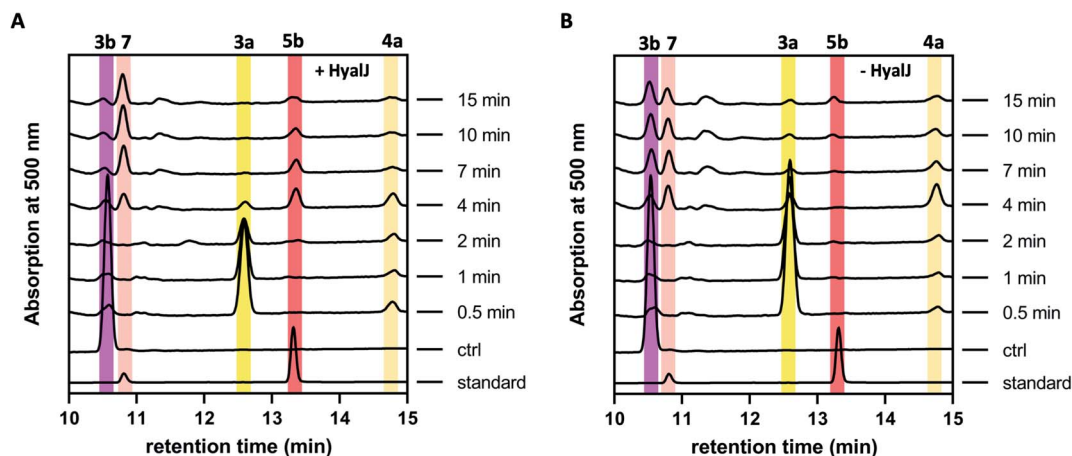 A
3b 7 3a 5b 4a
+ HyalJ
15 min
10 min
7 min
4 min
2 min
1 min
0.5 min
ctrl
standard
Absorption at 500 nm
10 11 12 13 14 15
retention time (min)
B
3b 7 3a 5b 4a
- HyalJ
15 min
10 min
7 min
4 min
2 min
1 min
0.5 min
ctrl
standard
Absorption at 500 nm
10 11 12 13 14 15
retention time (min)